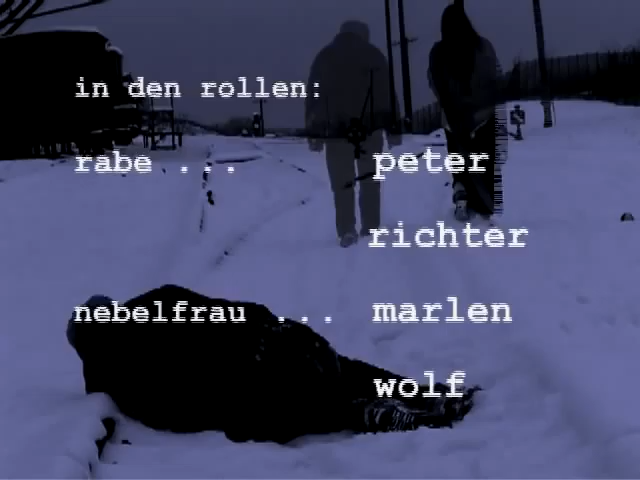 in den rollen:
rabe ... peter
richter
nebelfrau ... marlen
wolf